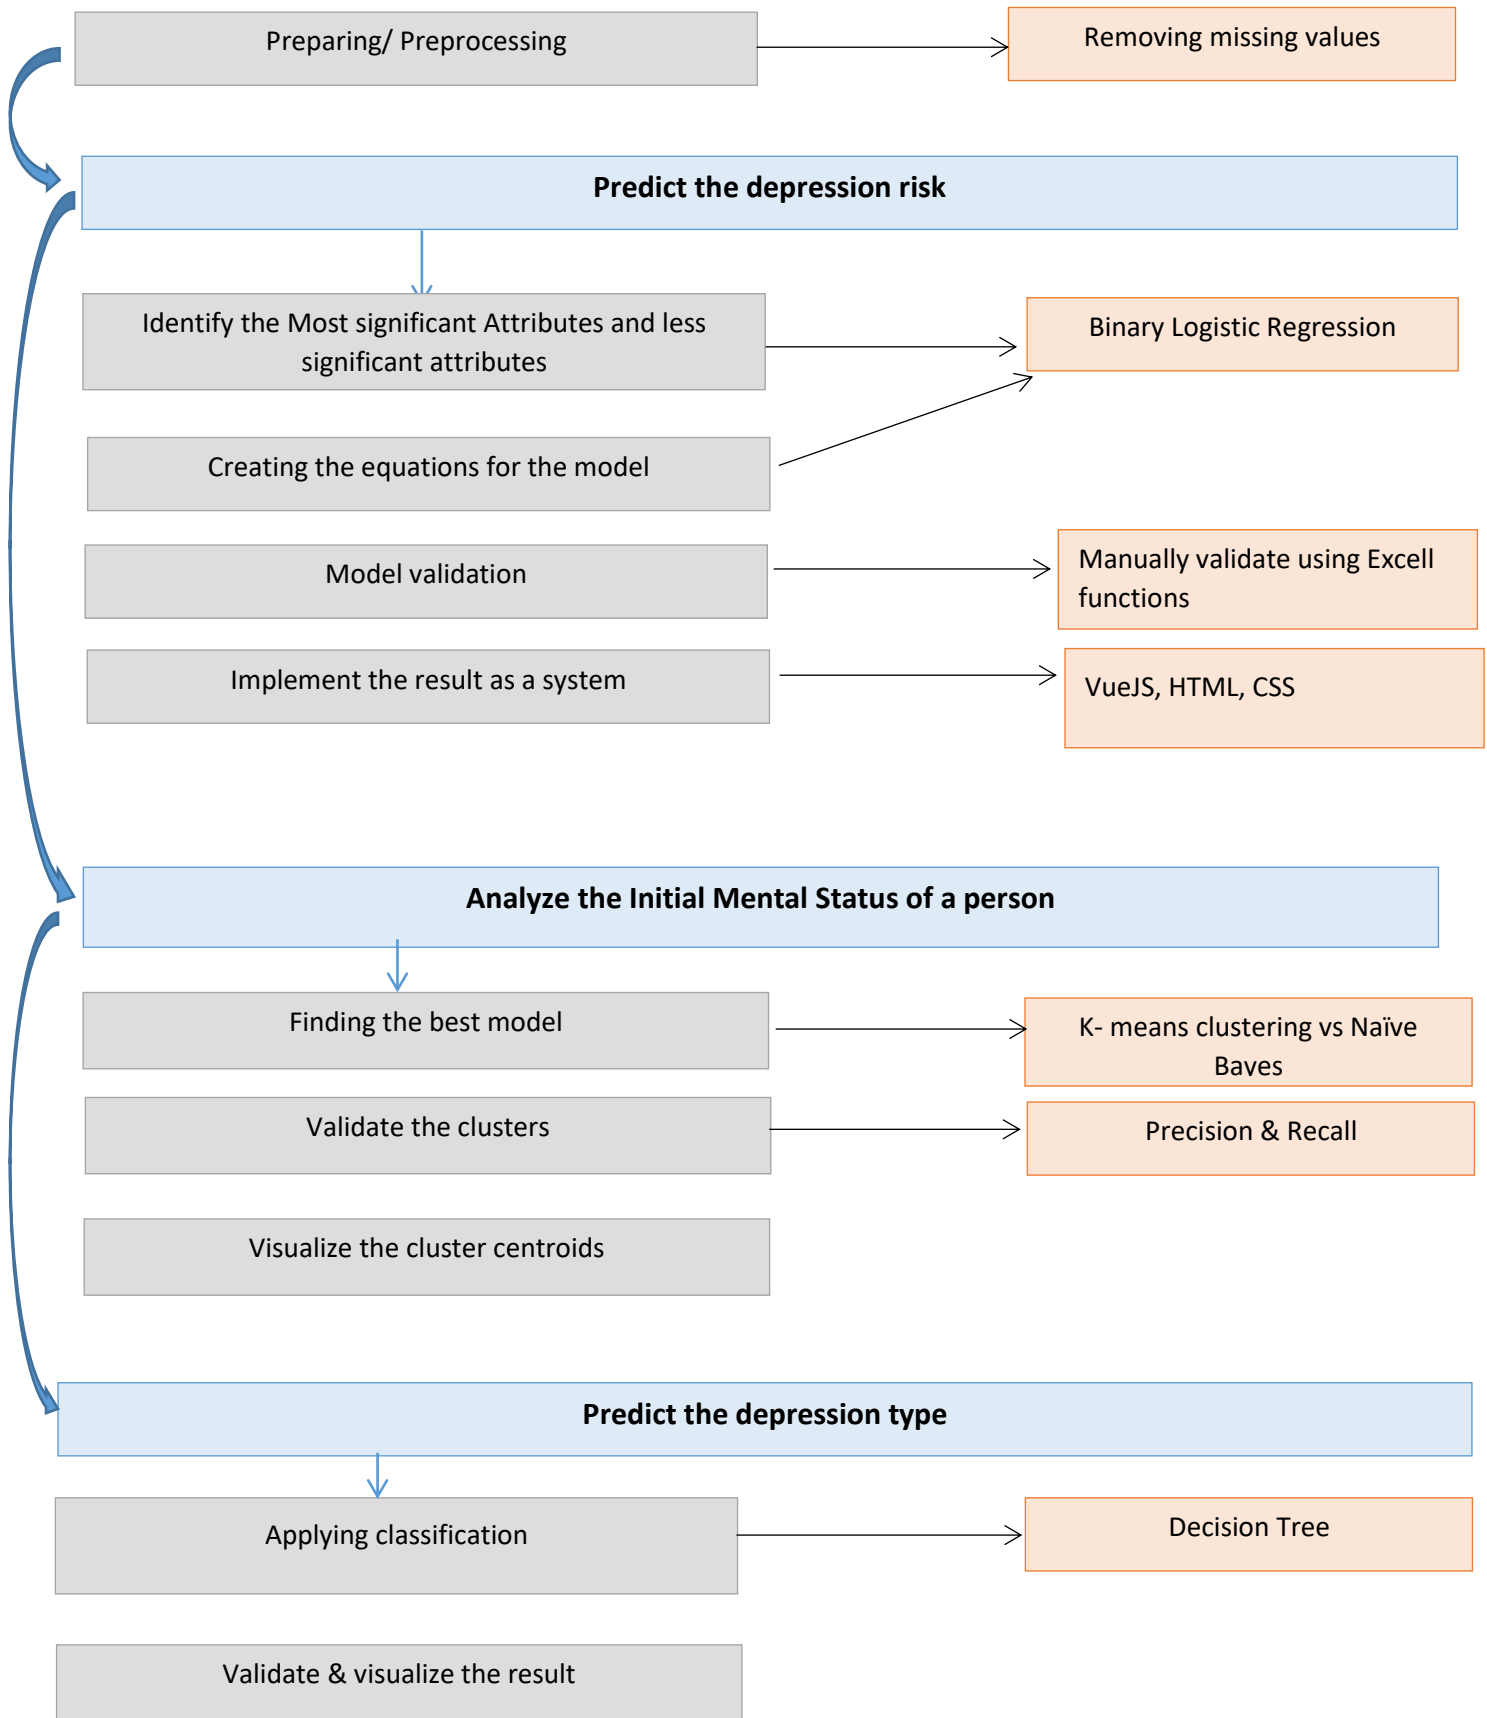 Preparing/ Preprocessing
Removing missing values
Predict the depression risk
Identify the Most significant Attributes and less
significant attributes
Binary Logistic Regression
Creating the equations for the model
Model validation
Manually validate using Excell
functions
Implement the result as a system
VueJS, HTML, CSS
Analyze the Initial Mental Status of a person
Finding the best model
K- means clustering vs Naïve
Bayes
Validate the clusters
Precision & Recall
Visualize the cluster centroids
Predict the depression type
Applying classification
Decision Tree
Validate & visualize the result